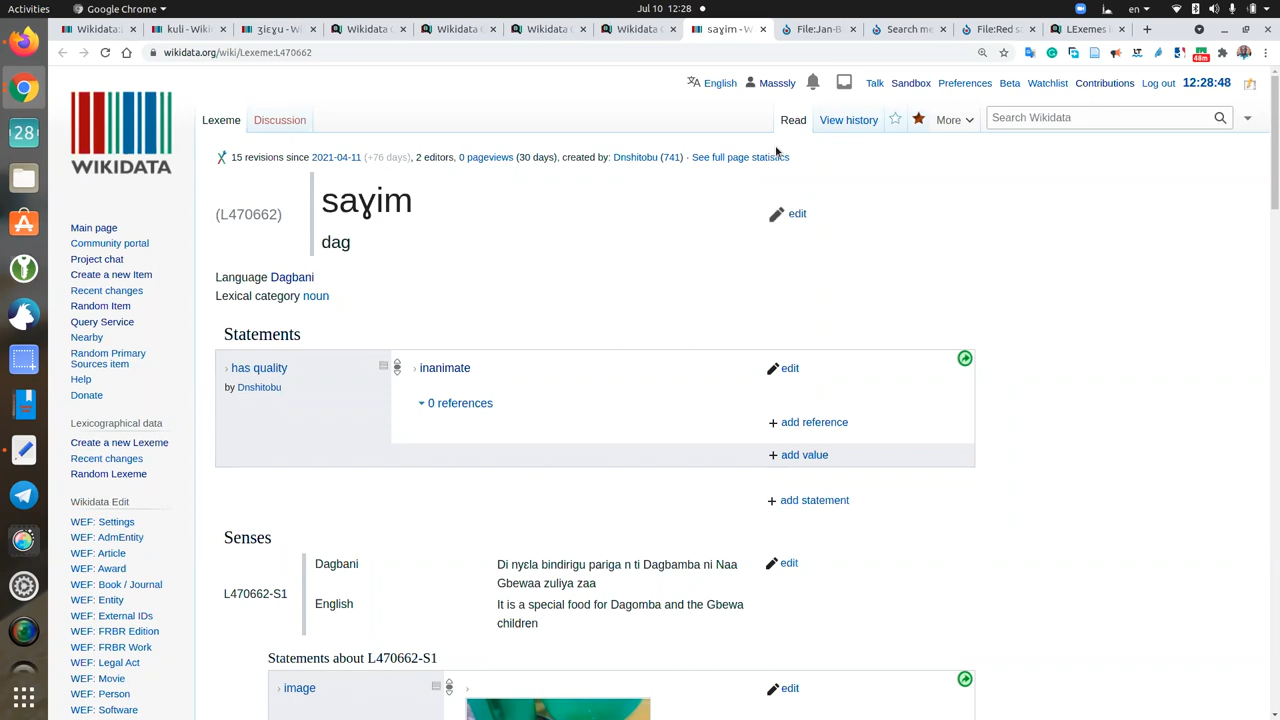 Activities
Jul 10 12:28
en
Wikidata:
kuli - Wikin
ʒiɛɣu - Wiki
Wikidata Q
Wikidata Q
Wikidata Q
Wikidata Q
saɣim - W
File:Jan-B
Search me
File:Red s
LExemes i
wikidata.org/wiki/Lexeme:L470662
48m
28
English Masssly Talk Sandbox Preferences Beta Watchlist Contributions Log out 12:28:48
WIKIDATA
Lexeme Discussion Read View history More Search Wikidata
15 revisions since 2021-04-11 (+76 days), 2 editors, 0 pageviews (30 days), created by: Dnshitobu (741) · See full page statistics
(L470662)
saɣim
dag
edit
Language Dagbani
Lexical category noun
Statements
has quality
by Dnshitobu
inanimate
edit
0 references
+ add reference
+ add value
+ add statement
Senses
L470662-S1
Dagbani
Di nyɛla bindirigu pariga n ti Dagbamba ni Naa
Gbewaa zuliya zaa
edit
English
It is a special food for Dagomba and the Gbewa
children
Statements about L470662-S1
image
edit
Main page
Community portal
Project chat
Create a new Item
Recent changes
Random Item
Query Service
Nearby
Random Primary
Sources item
Help
Donate
Lexicographical data
Create a new Lexeme
Recent changes
Random Lexeme
Wikidata Edit
WEF: Settings
WEF: AdmEntity
WEF: Article
WEF: Award
WEF: Book / Journal
WEF: Entity
WEF: External IDs
WEF: FRBR Edition
WEF: FRBR Work
WEF: Legal Act
WEF: Movie
WEF: Person
WEF: Software